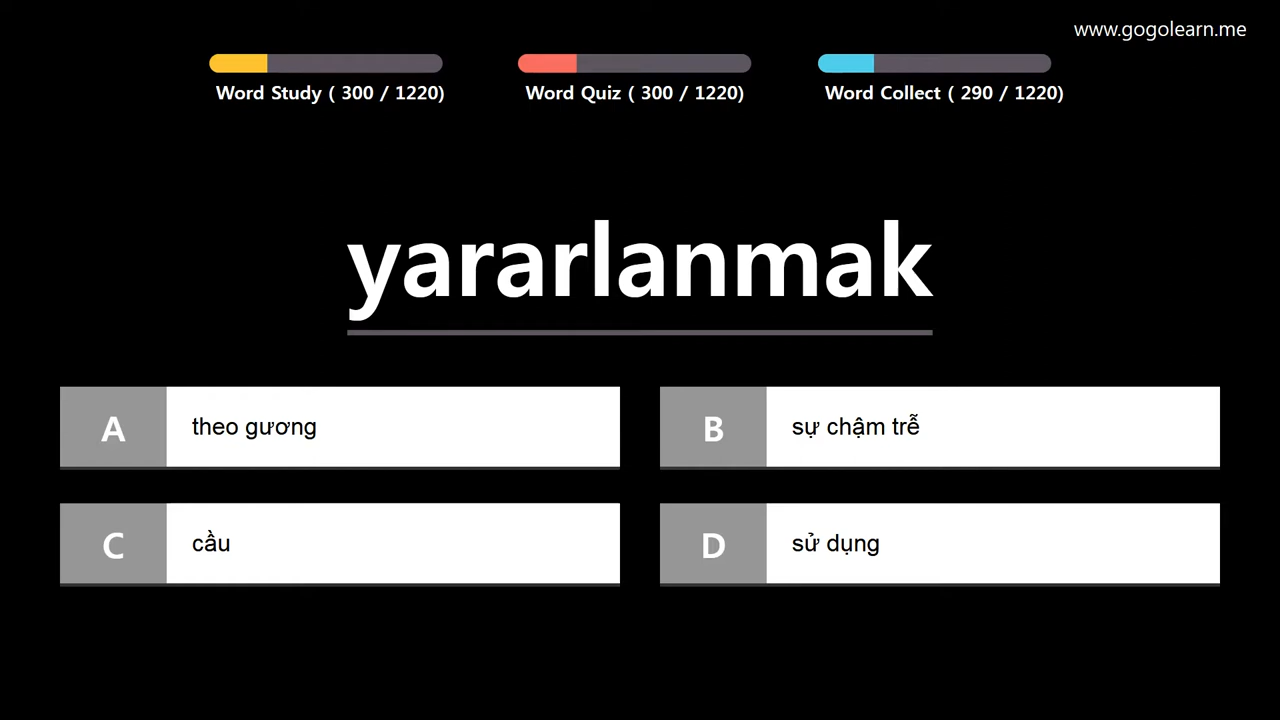 www.gogolearn.me
Word Study ( 300 / 1220)
Word Quiz ( 300 / 1220)
Word Collect ( 290 / 1220)
yararlanmak
A theo gương
B sự chậm trễ
C cầu
D sử dụng